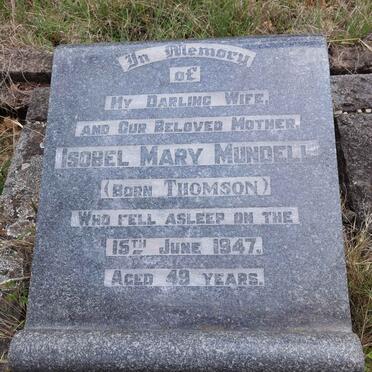 In Memory
of
My Darling Wife,
and Our Beloved Mother,
Isobel Mary Mundell
(Born Thomson)
Who fell asleep on the
15th June 1947.
Aged 49 years.